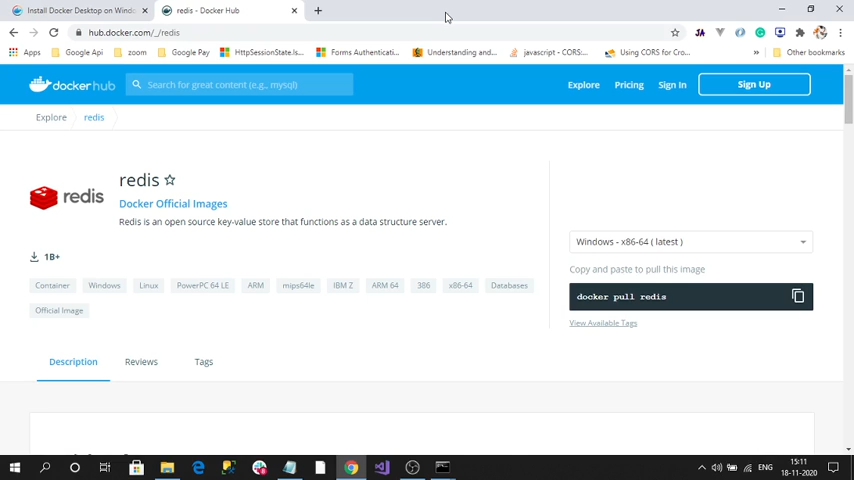 Install Docker Desktop on Windo
redis - Docker Hub
hub.docker.com/_/redis
Apps
Google Api
zoom
Google Pay
HttpSessionState.Is...
Forms Authenticati...
Understanding and...
javascript - CORS:...
Using CORS for Cro...
»
Other bookmarks
dockerhub
Search for great content (e.g., mysql)
Explore
Pricing
Sign In
Sign Up
Explore
redis
redis
redis
Docker Official Images
Redis is an open source key-value store that functions as a data structure server.
1B+
Windows - x86-64 ( latest )
Copy and paste to pull this image
docker pull redis
View Available Tags
Container
Windows
Linux
PowerPC 64 LE
ARM
mips64le
IBM Z
ARM 64
386
x86-64
Databases
Official Image
Description
Reviews
Tags
ENG
15:11
18-11-2020